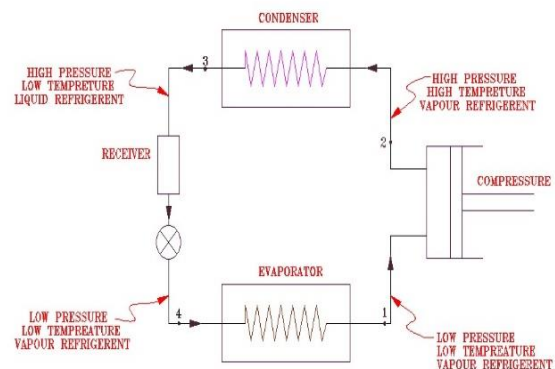 CONDENSER
3
HIGH PRESSURE
LOW TEMPRETURE
LIQUID REFRIGERENT
HIGH PRESSURE
HIGH TEMPRETURE
VAPOUR REFRIGERENT
2
RECEIVER
COMPRESSURE
EVAPORATOR
LOW PRESSURE
LOW TEMPREATURE
VAPOUR REFRIGERENT
4
1
LOW PRESSURE
LOW TEMPREATURE
VAPOUR REFRIGERENT